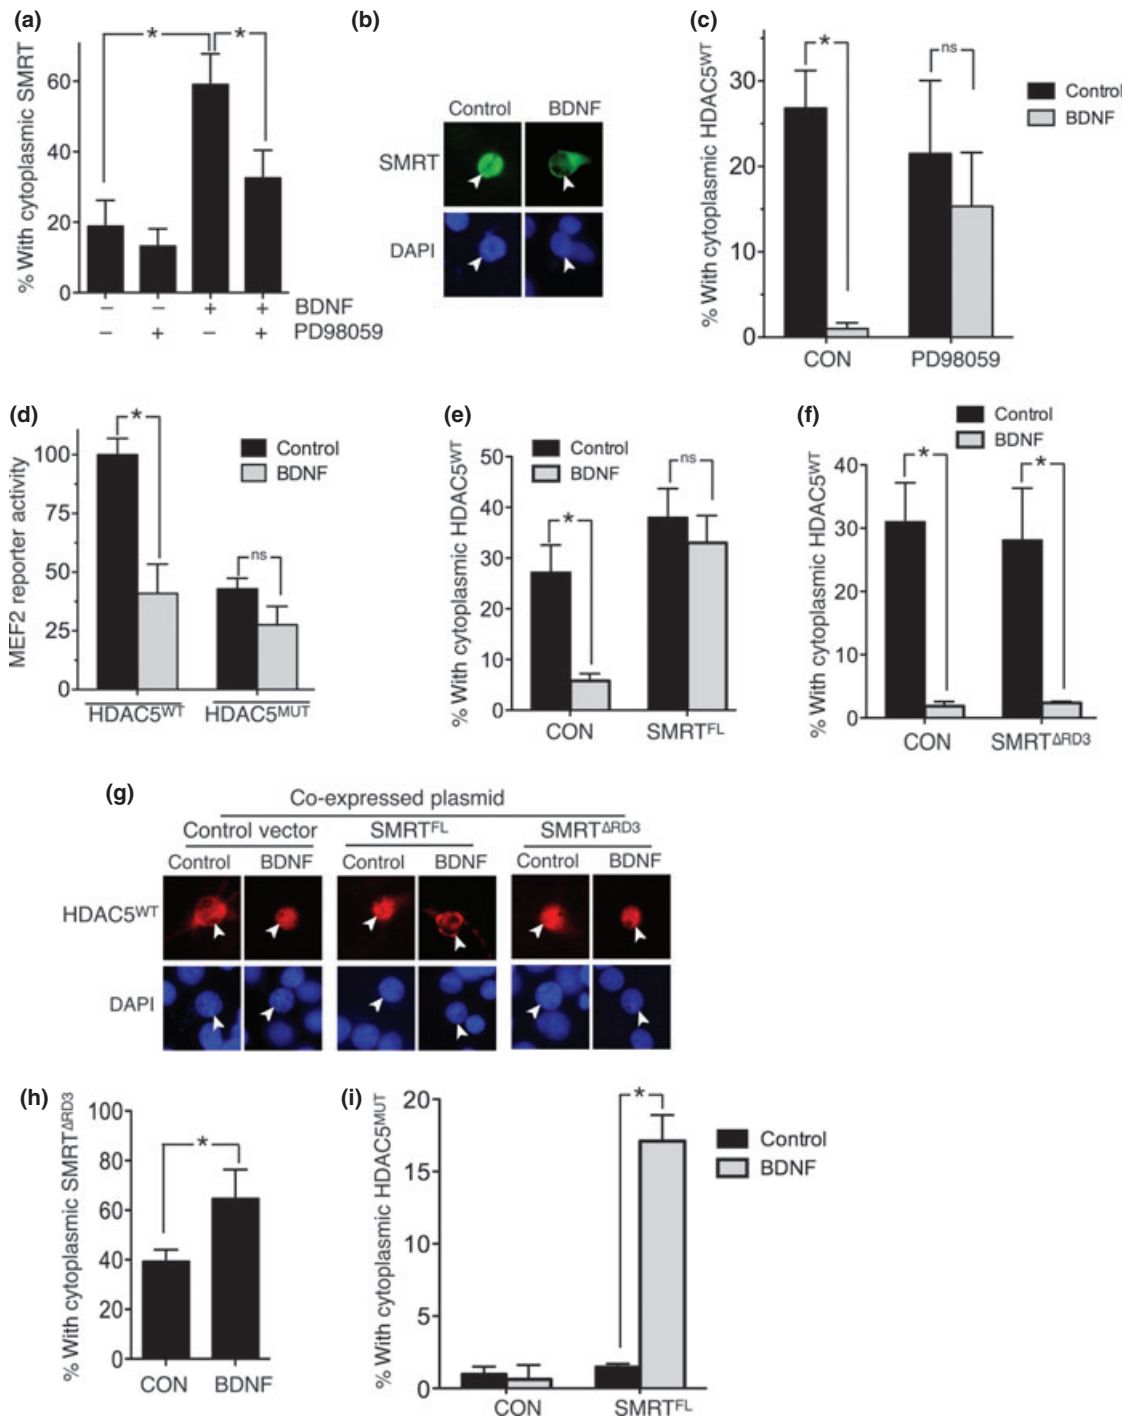 (a)
% With cytoplasmic SMRT
60
40
20
0
*
*
– – + + BDNF
– + – + PD98059
(b)
Control BDNF
SMRT
DAPI
(c)
% With cytoplasmic HDAC5WT
30
20
10
0
*
ns
CON PD98059
Control
BDNF
(d)
MEF2 reporter activity
100
75
50
25
0
*
ns
HDAC5WT HDAC5MUT
Control
BDNF
(e)
% With cytoplasmic HDAC5WT
50
40
30
20
10
0
*
ns
CON SMRTFL
Control
BDNF
(f)
% With cytoplasmic HDAC5WT
40
30
20
10
0
*
*
CON SMRTΔRD3
Control
BDNF
(g)
Co-expressed plasmid
Control vector SMRTFL SMRTΔRD3
Control BDNF Control BDNF Control BDNF
HDAC5WT
DAPI
(h)
% With cytoplasmic SMRTΔRD3
100
80
60
40
20
0
*
CON BDNF
(i)
% With cytoplasmic HDAC5MUT
20
15
10
5
0
*
CON SMRTFL
Control
BDNF